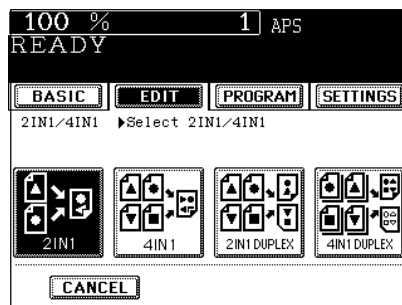 100 % 1 APS
READY
BASIC EDIT PROGRAM SETTINGS
2IN1/4IN1 ▶Select 2IN1/4IN1
2IN1 4IN1 2IN1 DUPLEX 4IN1 DUPLEX
CANCEL